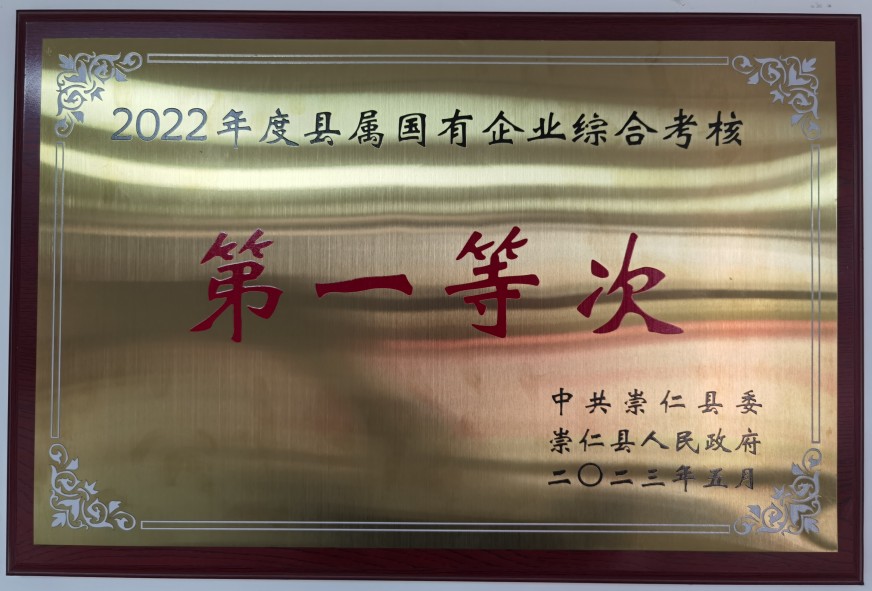 2022年度县属国有企业综合考核
第一等次
中共崇仁县委
崇仁县人民政府
二〇二三年五月